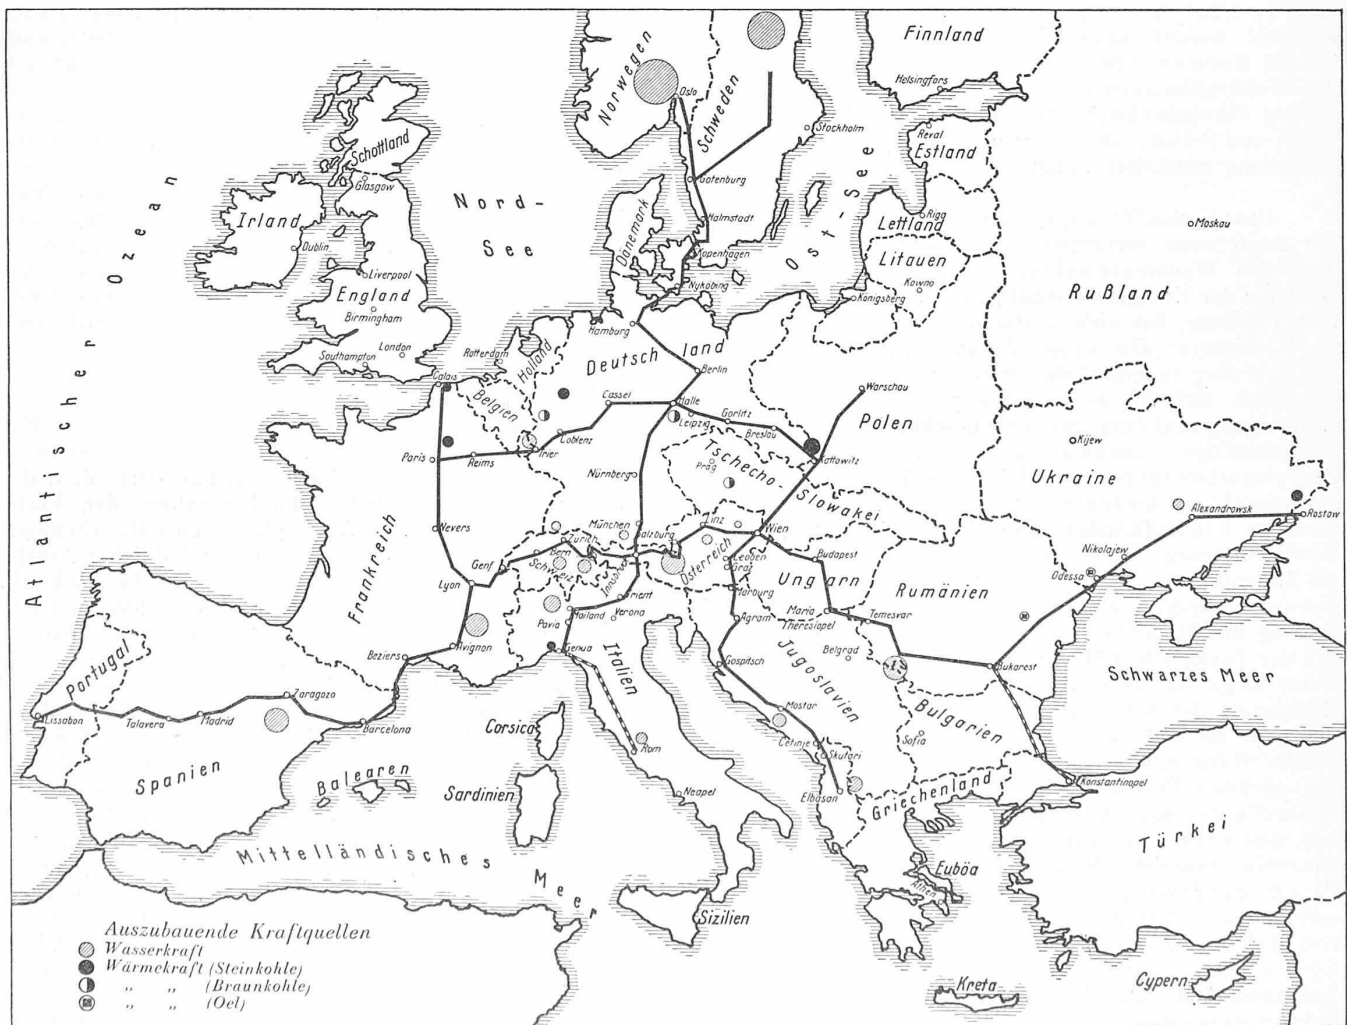 Finnland
Helsingfors
Norwegen
Oslo
Schweden
Stockholm
Reval
Estland
Schottland
Glasgow
Gotenburg
Nord-
See
Irland
Dublin
Halmstadt
Dänemark
Kopenhagen
Nyköbing
Ost-See
Riga
Lettland
Litauen
Kowno
Königsberg
Moskau
Rußland
Liverpool
England
Birmingham
London
Southampton
Atlantischer Ozean
Hamburg
Rotterdam
Holland
Deutschland
Berlin
Calais
Belgien
Cassel
Halle
Leipzig
Görlitz
Breslau
Warschau
Polen
Kattowitz
Coblenz
Trier
Reims
Paris
Nürnberg
Prag
Tschecho-
Slowakei
Kijew
Ukraine
Alexandrowsk
Rostow
Nikolajew
Odessa
Nevers
Frankreich
Lyon
Genf
Bern
Zürich
Schweiz
München
Salzburg
Innsbruck
Linz
Wien
Österreich
Leoben
Graz
Marburg
Agram
Budapest
Ungarn
Maria
Theresiopel
Temesvar
Rumänien
Trient
Mailand
Verona
Pavia
Genua
Italien
Avignon
Beziers
Belgrad
Jugoslavien
Gospitsch
Mostar
Cetinje
Skutari
Elbasan
Bukarest
Bulgarien
Sofia
Schwarzes Meer
Konstantinopel
Portugal
Lissabon
Talavera
Madrid
Zaragoza
Barcelona
Spanien
Balearen
Corsica
Sardinien
Rom
Neapel
Griechenland
Türkei
Mittelländisches
Meer
Sizilien
Euböa
Athen
Kreta
Cypern
Auszubauende Kraftquellen
Wasserkraft
Wärmekraft (Steinkohle)
„ „ (Braunkohle)
„ „ (Oel)